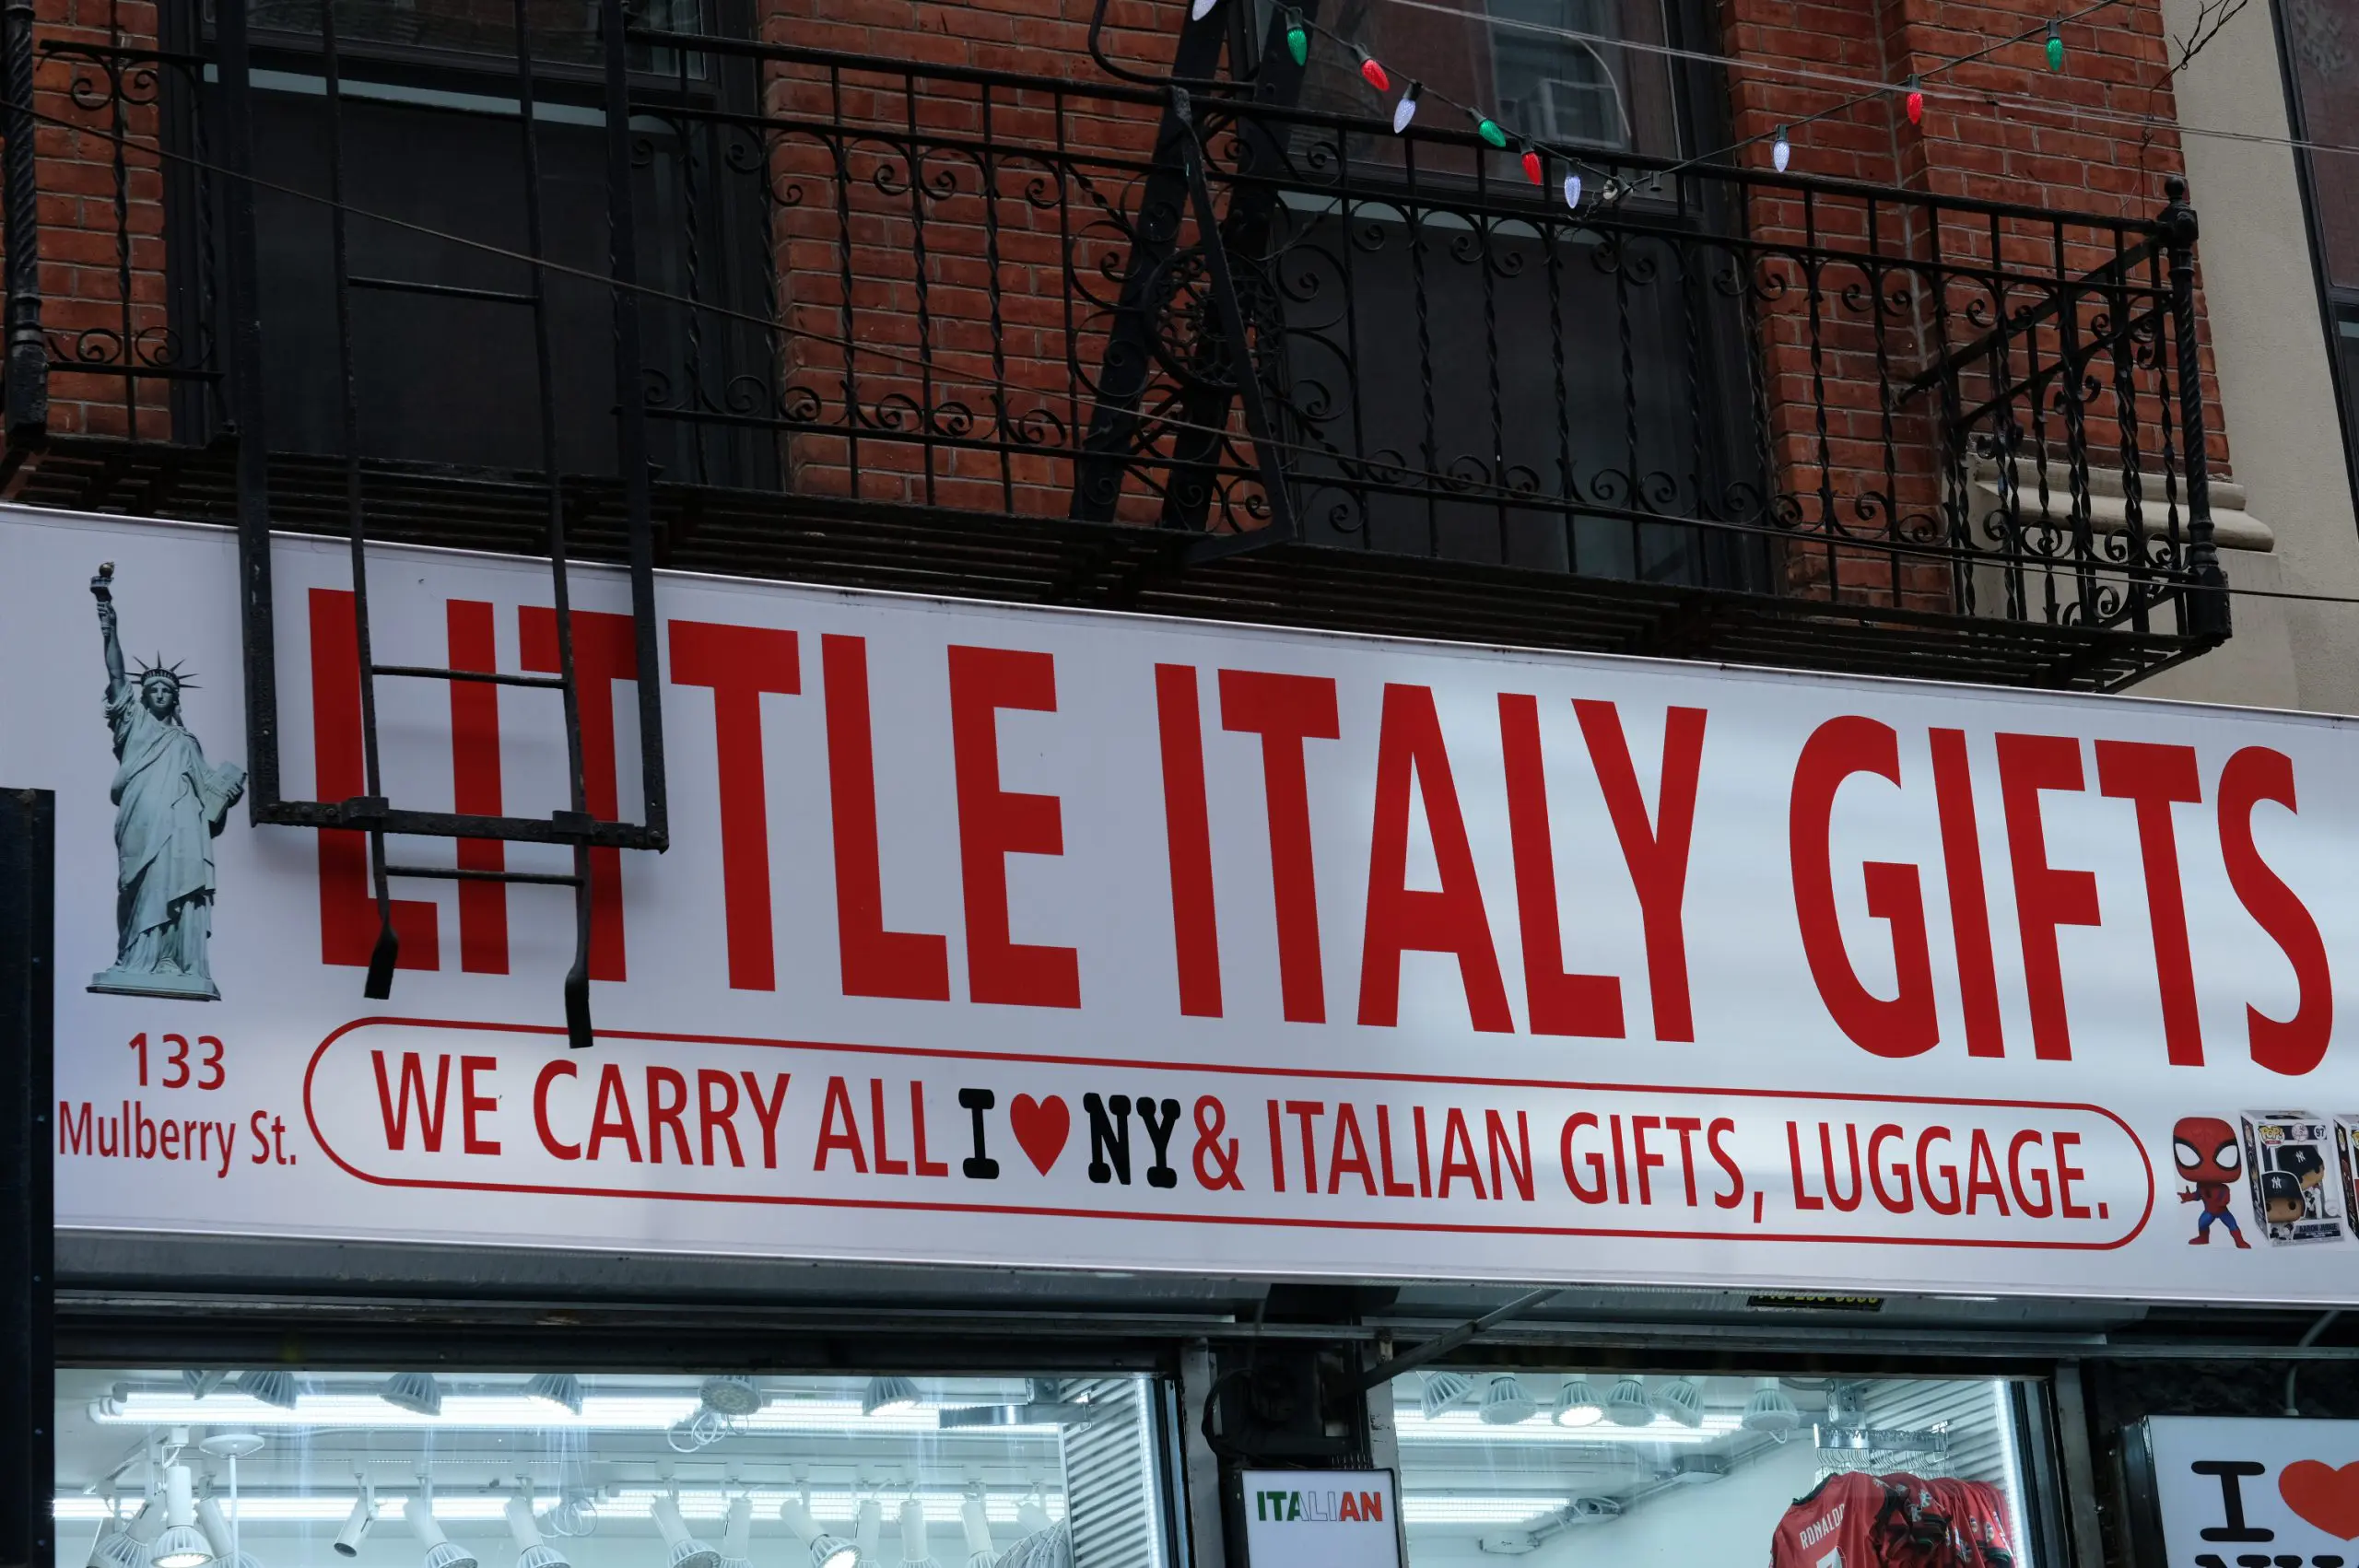 LITTLE ITALY GIFTS
133
Mulberry St.
WE CARRY ALL I ♥ NY & ITALIAN GIFTS, LUGGAGE.
ITALIAN
RONALDO
I ♥